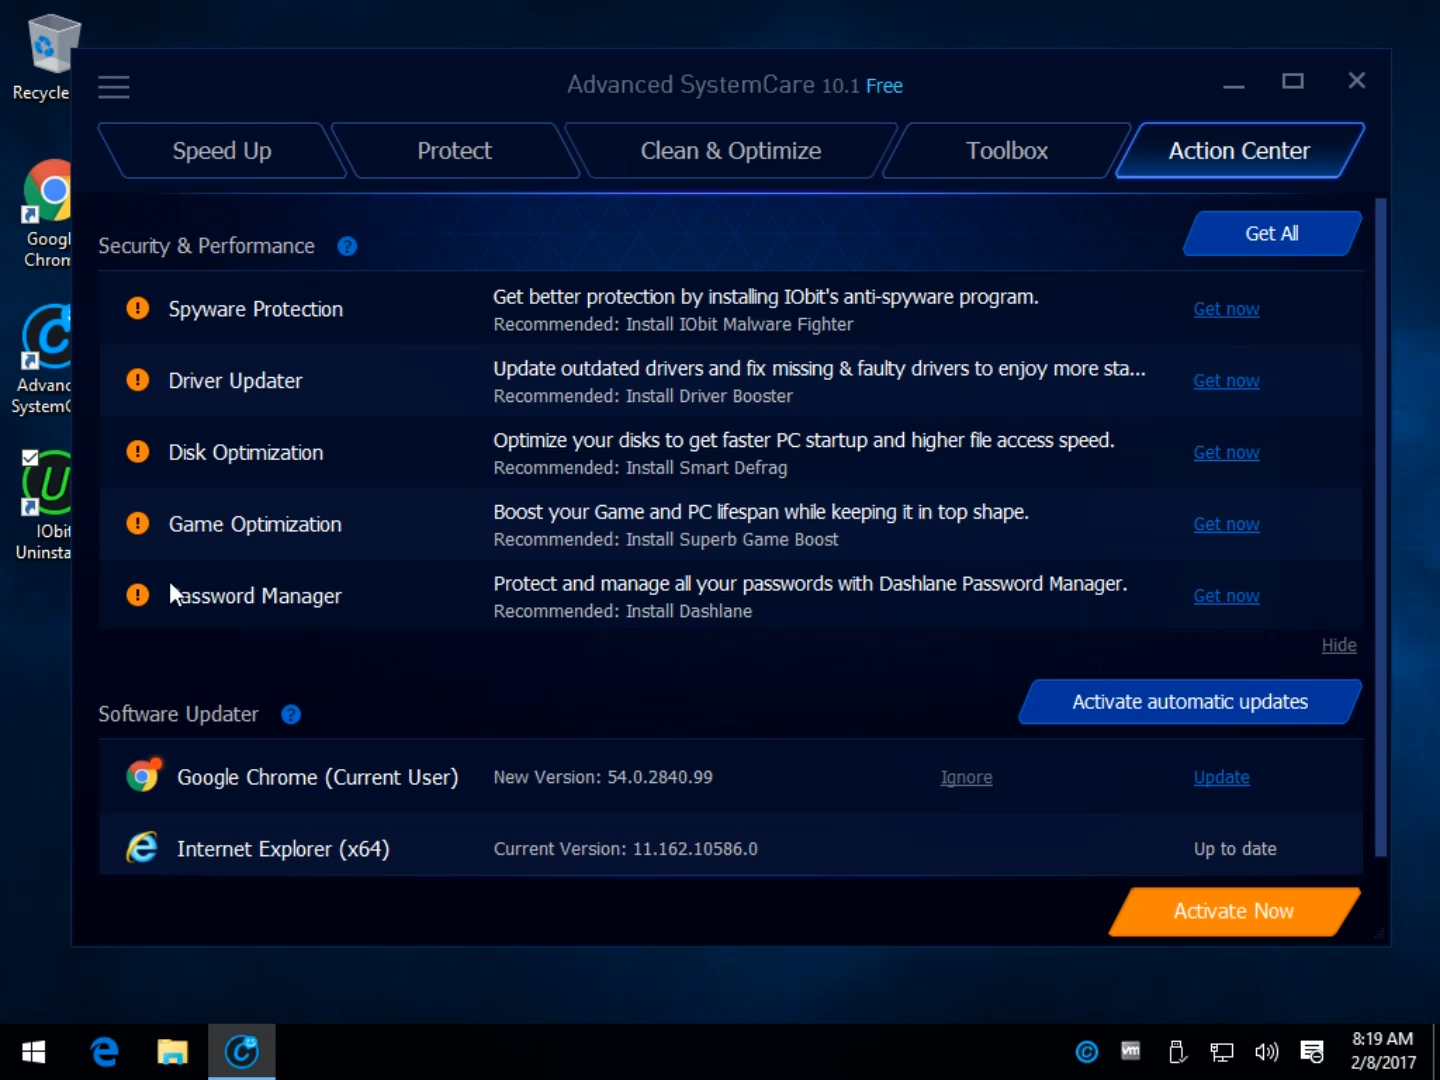 Recycle
Googl
Chrom
Advanc
SystemC
IObit
Uninsta
Advanced SystemCare 10.1 Free
Speed Up
Protect
Clean & Optimize
Toolbox
Action Center
Security & Performance ?
Get All
Spyware Protection
Get better protection by installing IObit's anti-spyware program.
Recommended: Install IObit Malware Fighter
Get now
Driver Updater
Update outdated drivers and fix missing & faulty drivers to enjoy more sta...
Recommended: Install Driver Booster
Get now
Disk Optimization
Optimize your disks to get faster PC startup and higher file access speed.
Recommended: Install Smart Defrag
Get now
Game Optimization
Boost your Game and PC lifespan while keeping it in top shape.
Recommended: Install Superb Game Boost
Get now
assword Manager
Protect and manage all your passwords with Dashlane Password Manager.
Recommended: Install Dashlane
Get now
Hide
Software Updater ?
Activate automatic updates
Google Chrome (Current User)
New Version: 54.0.2840.99
Ignore
Update
Internet Explorer (x64)
Current Version: 11.162.10586.0
Up to date
Activate Now
vm
8:19 AM
2/8/2017